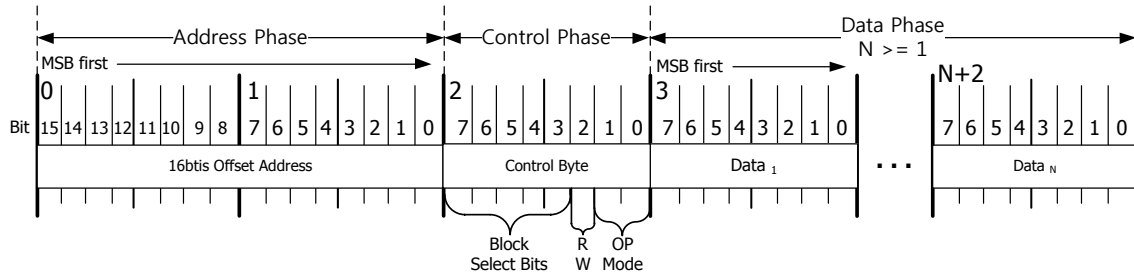 Address Phase Control Phase Data Phase
N >= 1
MSB first MSB first
0 1 2 3 N+2
Bit 15 14 13 12 11 10 9 8 7 6 5 4 3 2 1 0 7 6 5 4 3 2 1 0 7 6 5 4 3 2 1 0 7 6 5 4 3 2 1 0
16btis Offset Address Control Byte Data 1 ... Data N
Block R OP
Select Bits W Mode